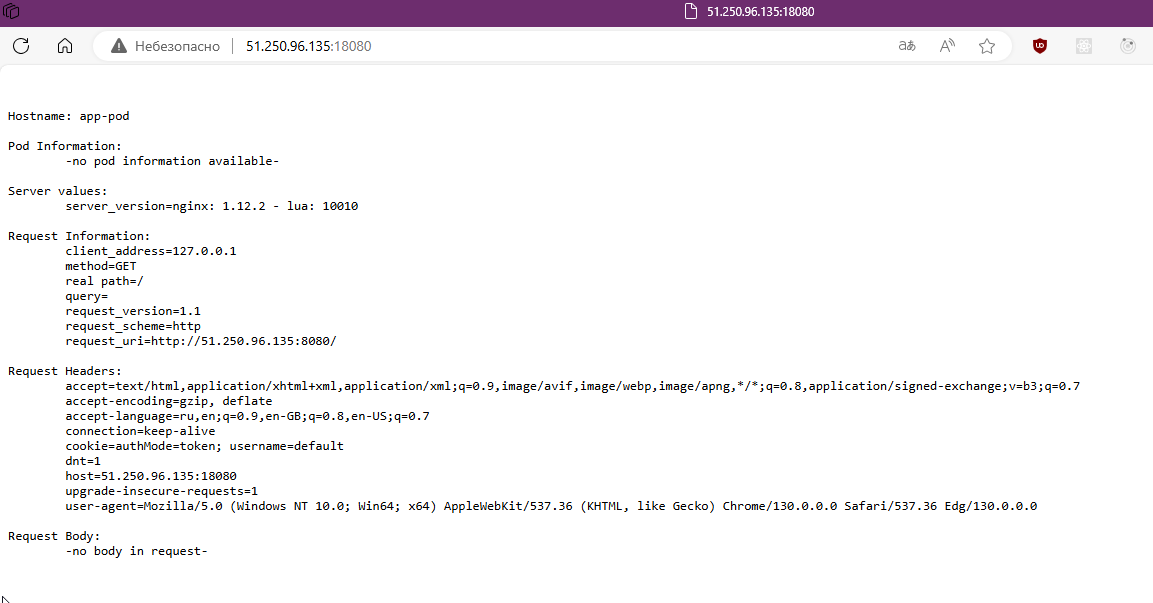 51.250.96.135:18080
Небезопасно 51.250.96.135:18080
Hostname: app-pod
Pod Information:
-no pod information available-
Server values:
server_version=nginx: 1.12.2 - lua: 10010
Request Information:
client_address=127.0.0.1
method=GET
real path=/
query=
request_version=1.1
request_scheme=http
request_uri=http://51.250.96.135:8080/
Request Headers:
accept=text/html,application/xhtml+xml,application/xml;q=0.9,image/avif,image/webp,image/apng,*/*;q=0.8,application/signed-exchange;v=b3;q=0.7
accept-encoding=gzip, deflate
accept-language=ru,en;q=0.9,en-GB;q=0.8,en-US;q=0.7
connection=keep-alive
cookie=authMode=token; username=default
dnt=1
host=51.250.96.135:18080
upgrade-insecure-requests=1
user-agent=Mozilla/5.0 (Windows NT 10.0; Win64; x64) AppleWebKit/537.36 (KHTML, like Gecko) Chrome/130.0.0.0 Safari/537.36 Edg/130.0.0.0
Request Body:
-no body in request-